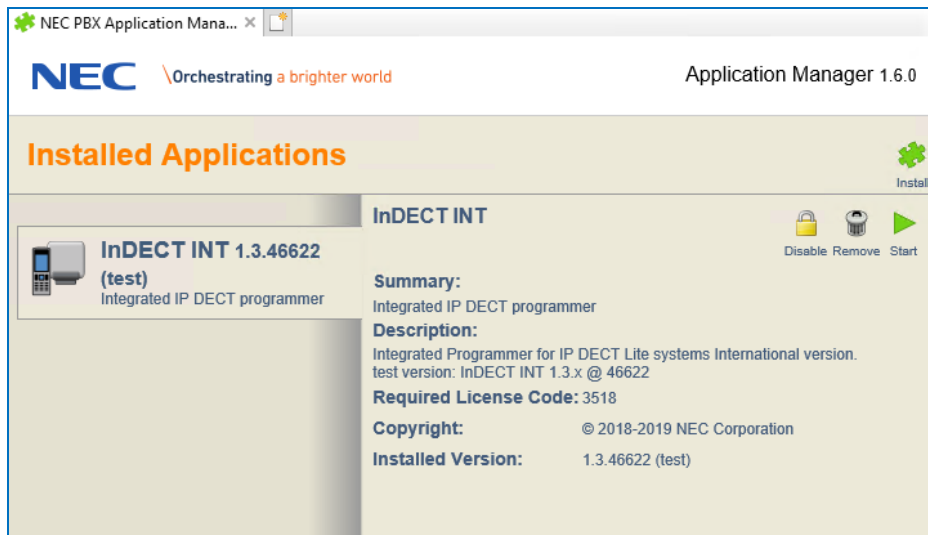 NEC PBX Application Mana...
NEC
\Orchestrating a brighter world
Application Manager 1.6.0
Installed Applications
Install
InDECT INT 1.3.46622
(test)
Integrated IP DECT programmer
InDECT INT
Disable Remove Start
Summary:
Integrated IP DECT programmer
Description:
Integrated Programmer for IP DECT Lite systems International version.
test version: InDECT INT 1.3.x @ 46622
Required License Code: 3518
Copyright: © 2018-2019 NEC Corporation
Installed Version: 1.3.46622 (test)